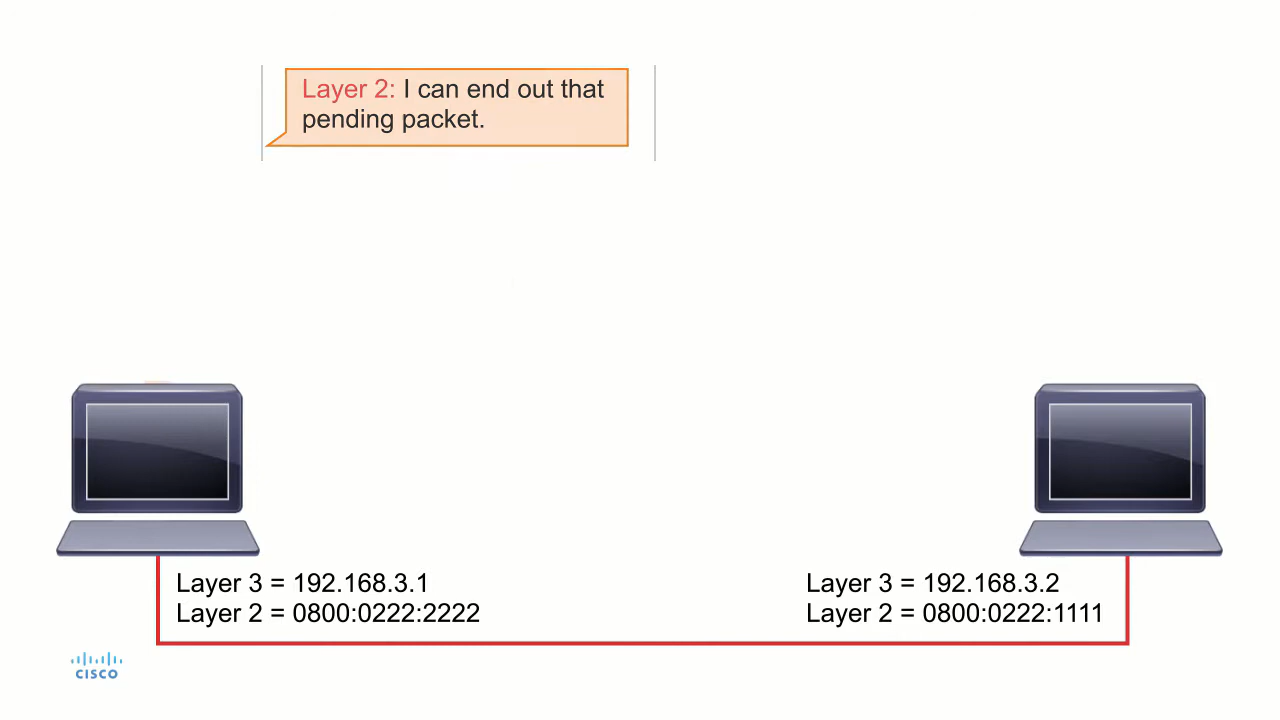 Layer 2: I can end out that
pending packet.
Layer 3 = 192.168.3.1
Layer 2 = 0800:0222:2222
Layer 3 = 192.168.3.2
Layer 2 = 0800:0222:1111
CISCO